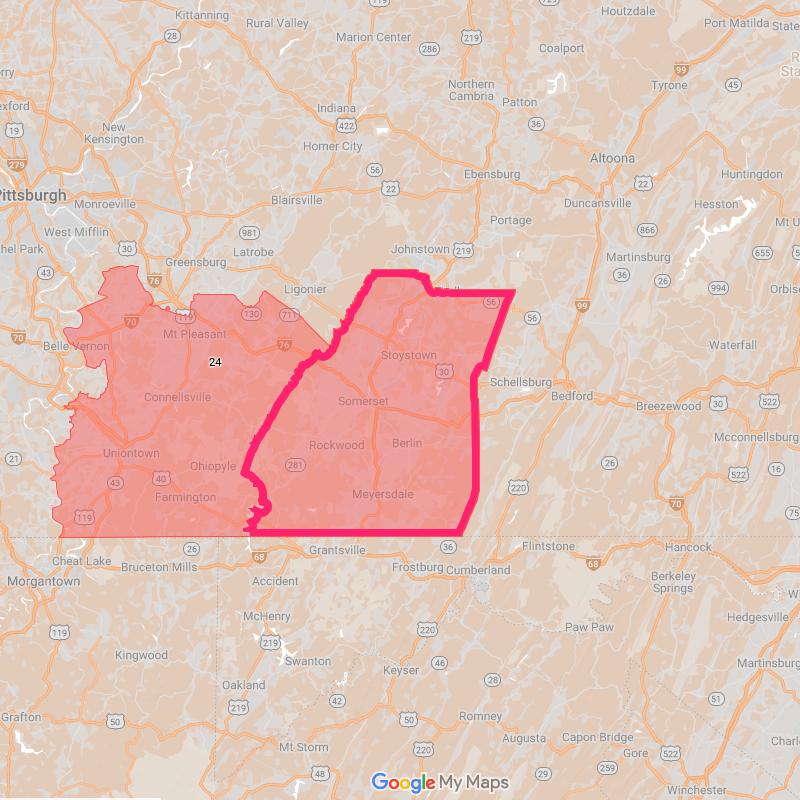 Houtzdale
Kittanning
Rural Valley
Port Matilda
State
28
Marion Center
219
286
Coalport
99
Tyrone
45
Northern
Cambria
Patton
Indiana
422
36
exford
19
New
Kensington
Homer City
Altoona
279
56
Ebensburg
22
22
Huntingdon
Pittsburgh
Monroeville
Blairsville
Duncansville
Hesston
Portage
866
Mt U
West Mifflin
981
hel Park
30
Latrobe
Johnstown
219
Martinsburg
655
43
Greensburg
76
36
26
994
Orbiso
Ligonier
99
56
56
119
130
711
70
Mt Pleasant
70
Belle Vernon
76
Waterfall
24
Stoystown
30
Schellsburg
Bedford
522
Connellsville
Somerset
Breezewood
30
Rockwood
Berlin
Mcconnellsburg
Uniontown
21
Ohiopyle
281
26
522
16
43
40
Farmington
Meyersdale
220
70
75
119
26
68
Grantsville
36
Flintstone
Hancock
Cheat Lake
Bruceton Mills
Frostburg
Cumberland
68
Morgantown
Accident
Berkeley
Springs
McHenry
Hedgesville
119
219
220
Paw Paw
Kingwood
Swanton
46
Martinsburg
Keyser
Oakland
28
42
51
219
Grafton
50
50
Romney
Augusta
Capon Bridge
Charle
Mt Storm
220
Gore
522
48
29
259
Winchester
Google My Maps